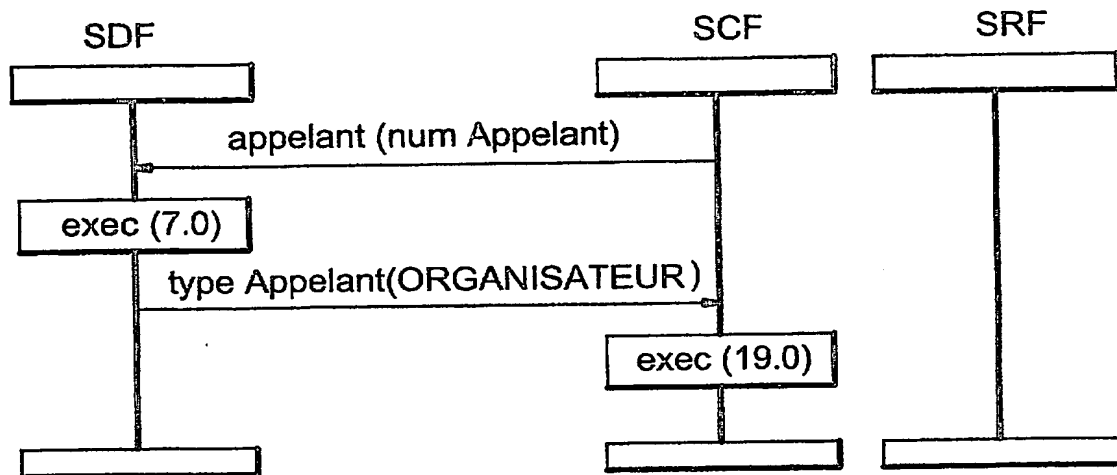 SDF
SCF
SRF
appelant (num Appelant)
exec (7.0)
type Appelant(ORGANISATEUR)
exec (19.0)